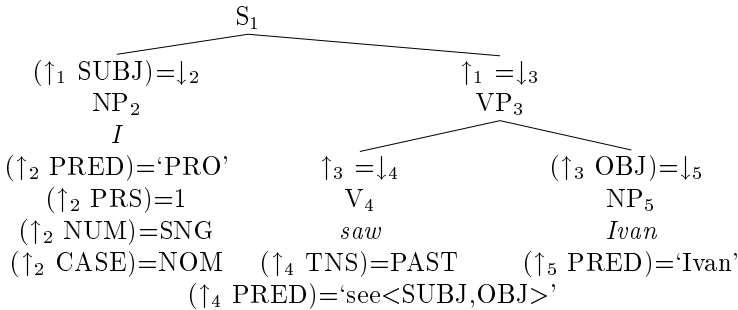 S₁
(↑₁ SUBJ)=↓₂ ↑₁ =↓₃
NP₂ VP₃
I
(↑₂ PRED)=‘PRO’ ↑₃ =↓₄ (↑₃ OBJ)=↓₅
(↑₂ PRS)=1 V₄ NP₅
(↑₂ NUM)=SNG saw Ivan
(↑₂ CASE)=NOM (↑₄ TNS)=PAST (↑₅ PRED)=‘Ivan’
(↑₄ PRED)=‘see<SUBJ,OBJ>’